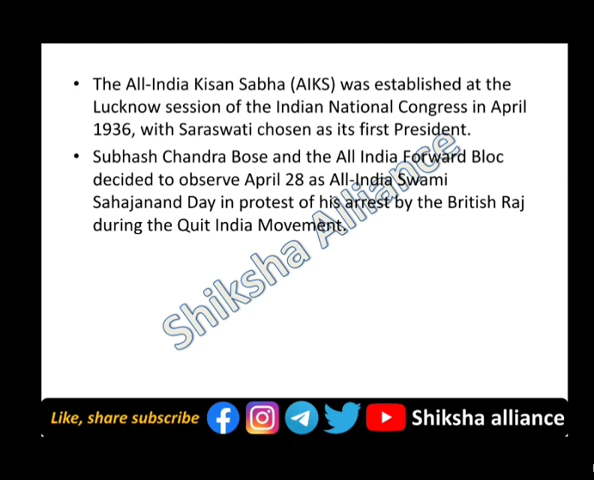 • The All-India Kisan Sabha (AIKS) was established at the
Lucknow session of the Indian National Congress in April
1936, with Saraswati chosen as its first President.
• Subhash Chandra Bose and the All India Forward Bloc
decided to observe April 28 as All-India Swami
Sahajanand Day in protest of his arrest by the British Raj
during the Quit India Movement.
Shiksha Alliance
Like, share subscribe
Shiksha alliance